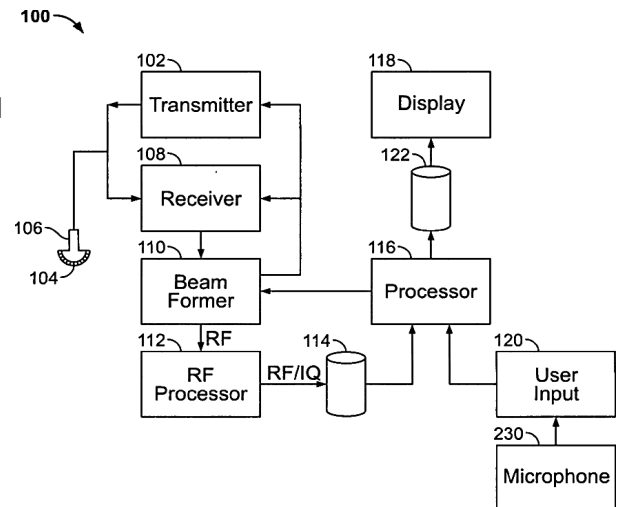 100
102
Transmitter
118
Display
108
Receiver
122
106
104
110
Beam
Former
116
Processor
RF
112
RF
Processor
RF/IQ
114
120
User
Input
230
Microphone